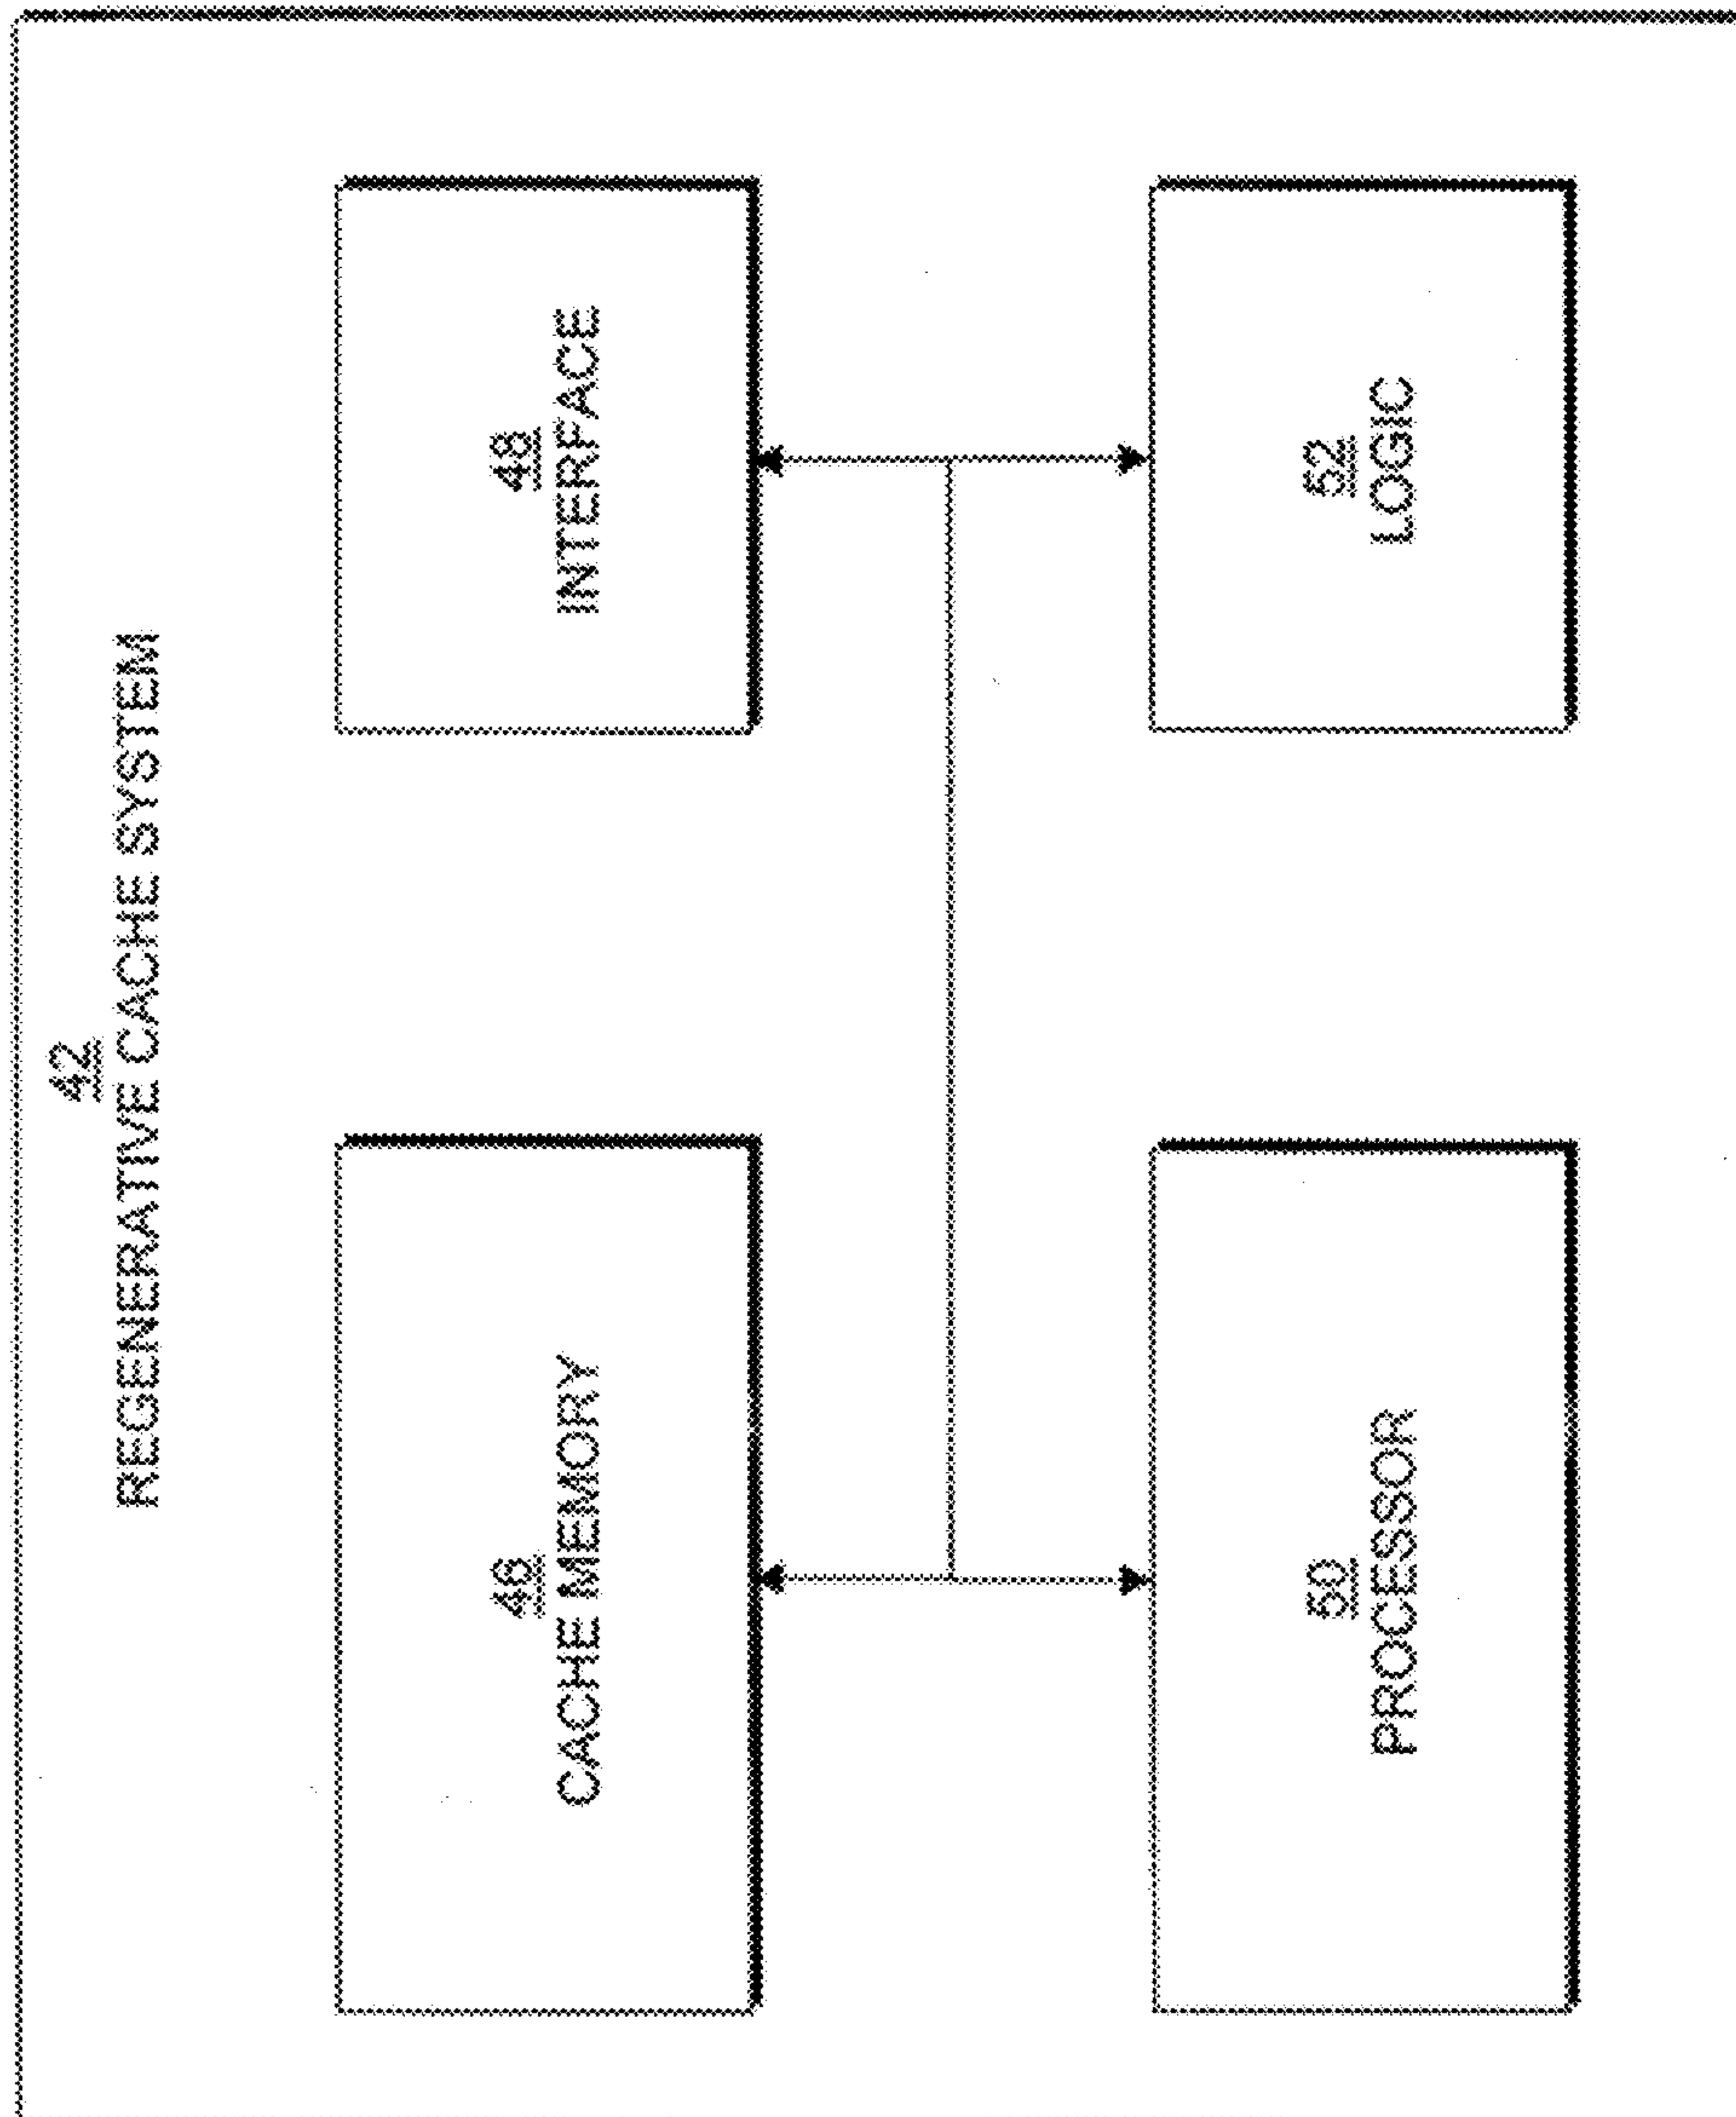 42
REGENERATIVE CACHE SYSTEM
46
CACHE MEMORY
48
INTERFACE
50
PROCESSOR
52
LOGIC